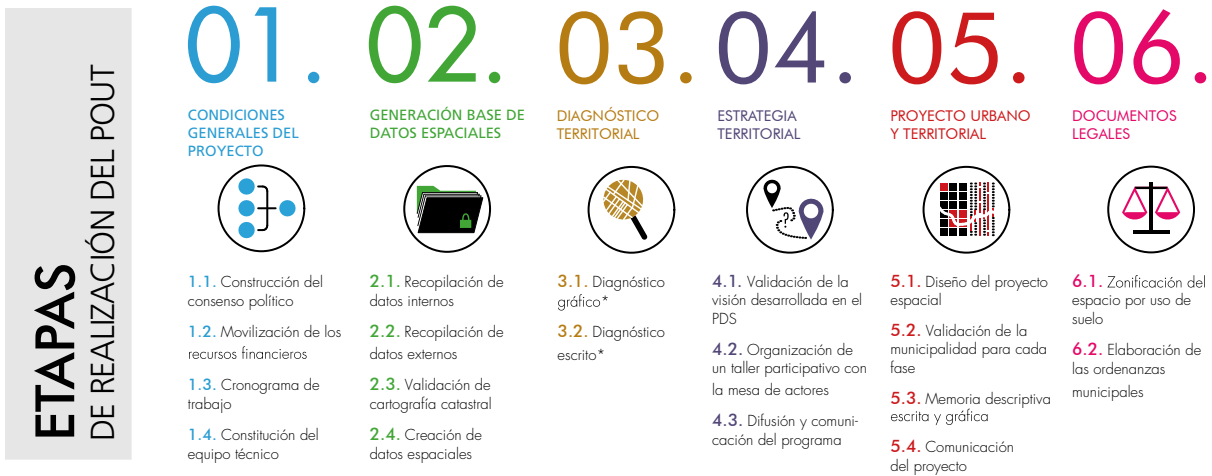 ETAPAS
DE REALIZACIÓN DEL POUT
01.
CONDICIONES
GENERALES DEL
PROYECTO
1.1. Construcción del
consenso político
1.2. Movilización de los
recursos financieros
1.3. Cronograma de
trabajo
1.4. Constitución del
equipo técnico
02.
GENERACIÓN BASE DE
DATOS ESPACIALES
2.1. Recopilación de
datos internos
2.2. Recopilación de
datos externos
2.3. Validación de
cartografía catastral
2.4. Creación de
datos espaciales
03.
DIAGNÓSTICO
TERRITORIAL
3.1. Diagnóstico
gráfico*
3.2. Diagnóstico
escrito*
04.
ESTRATEGIA
TERRITORIAL
?
4.1. Validación de la
visión desarrollada en el
PDS
4.2. Organización de
un taller participativo con
la mesa de actores
4.3. Difusión y comuni-
cación del programa
05.
PROYECTO URBANO
Y TERRITORIAL
5.1. Diseño del proyecto
espacial
5.2. Validación de la
municipalidad para cada
fase
5.3. Memoria descriptiva
escrita y gráfica
5.4. Comunicación
del proyecto
06.
DOCUMENTOS
LEGALES
6.1. Zonificación del
espacio por uso de
suelo
6.2. Elaboración de
las ordenanzas
municipales